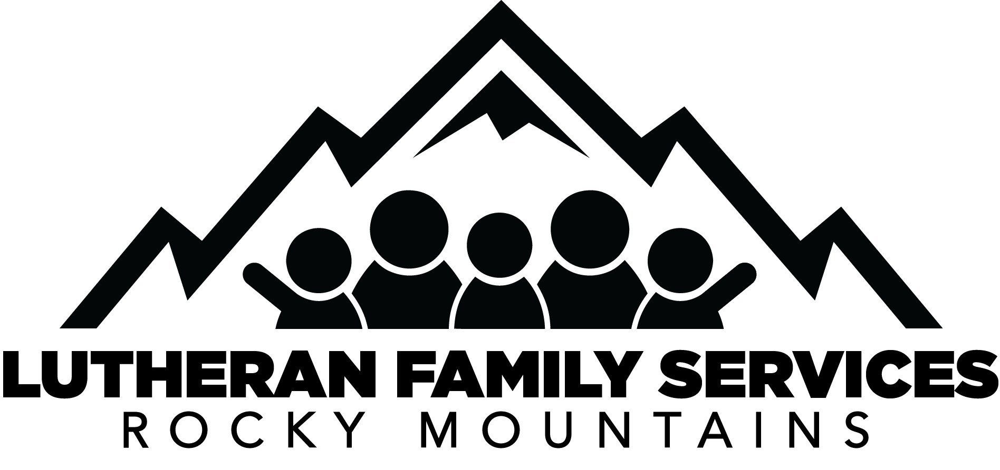 LUTHERAN FAMILY SERVICES
ROCKY MOUNTAINS